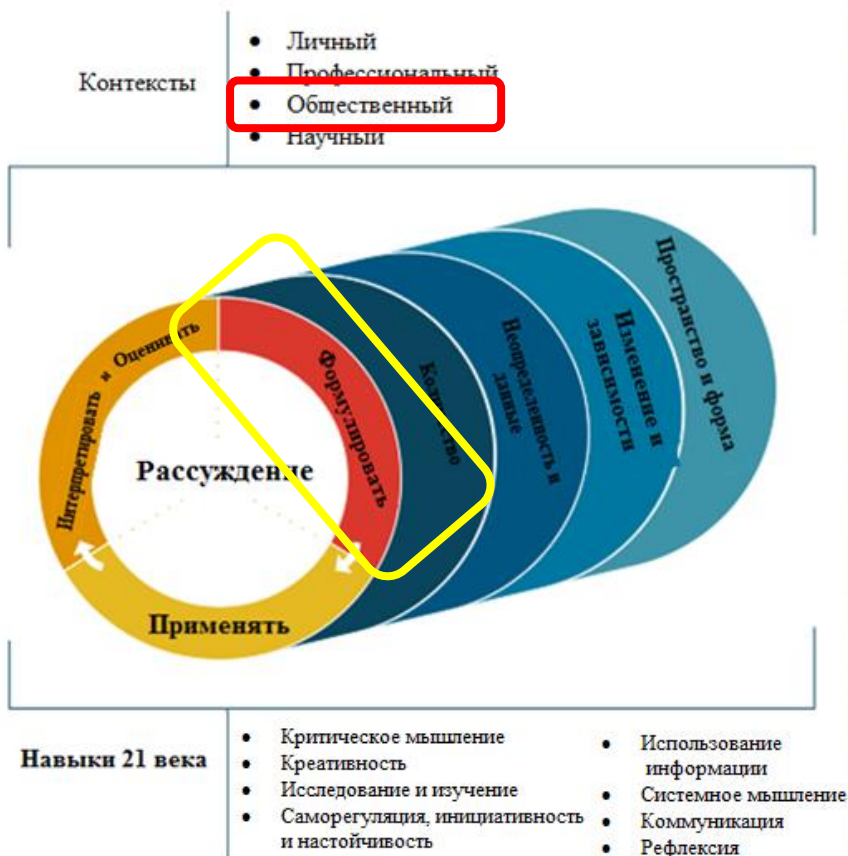 Контексты
• Личный
• Профессиональный
• Общественный
• Научный
Интерпретировать и Оценивать
Формулировать
Применять
Рассуждение
Количество
Неопределенность и
данные
Изменение и
зависимости
Пространство и форма
Навыки 21 века
• Критическое мышление
• Креативность
• Исследование и изучение
• Саморегуляция, инициативность
и настойчивость
• Использование
информации
• Системное мышление
• Коммуникация
• Рефлексия